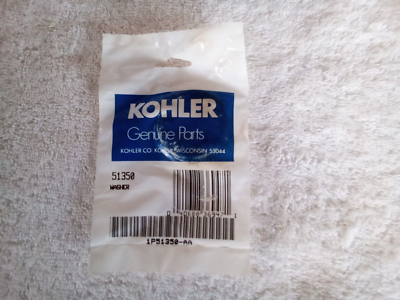 KOHLER
Genuine Parts
KOHLER CO. KOHLER, WISCONSIN 53044
51350
WASHER
1P51350-AA